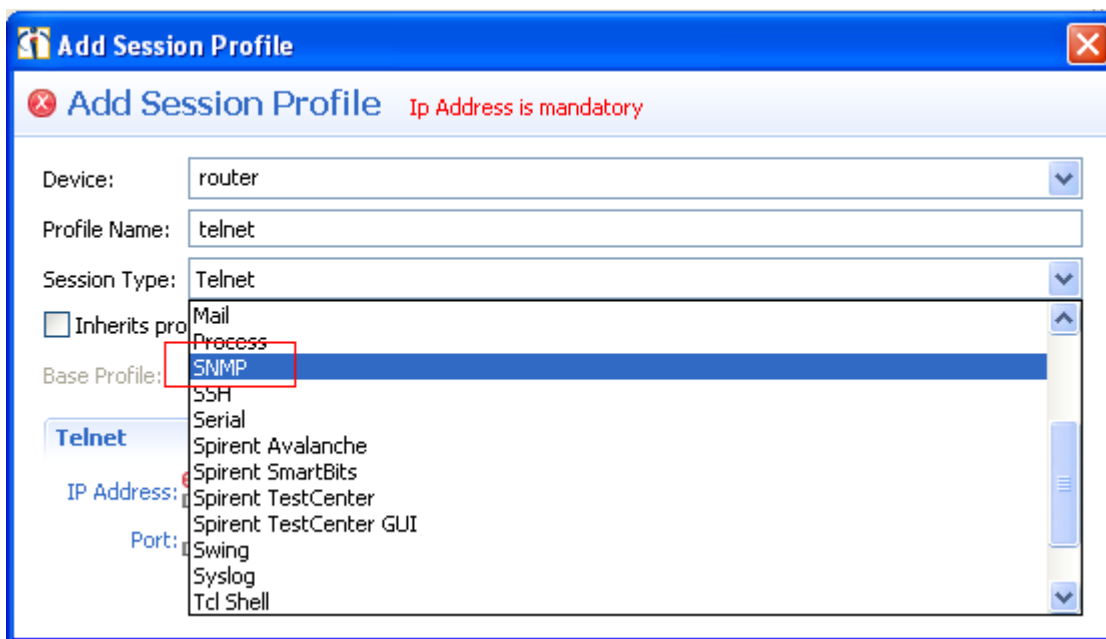 Add Session Profile
Add Session Profile Ip Address is mandatory
Device: router
Profile Name: telnet
Session Type: Telnet
Inherits pro
Mail
Process
Base Profile:
SNMP
SSH
Serial
Telnet
Spirent Avalanche
Spirent SmartBits
IP Address:
Spirent TestCenter
Spirent TestCenter GUI
Port:
Swing
Syslog
Tcl Shell